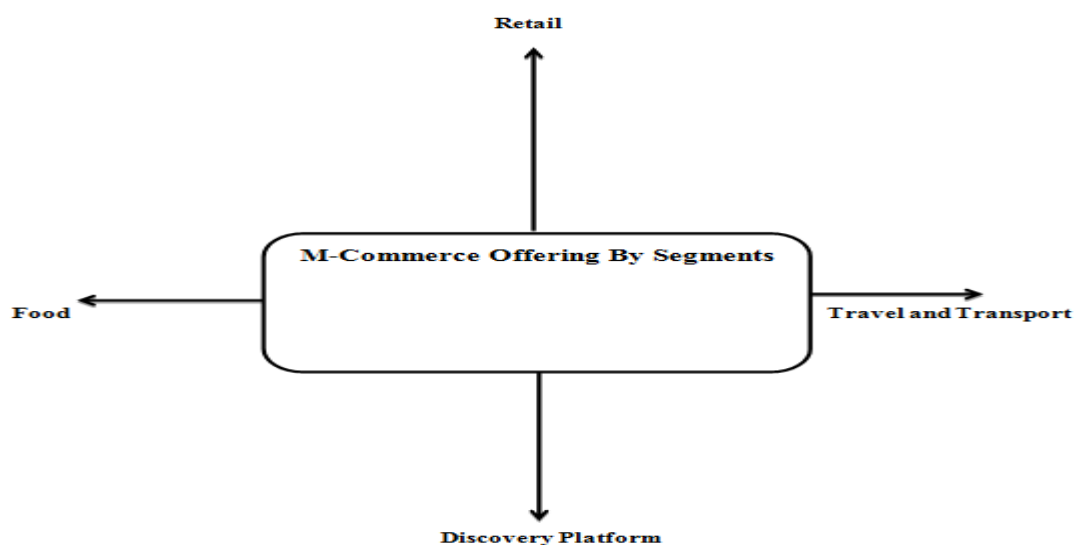 Retail
M-Commerce Offering By Segments
Food
Travel and Transport
Discovery Platform